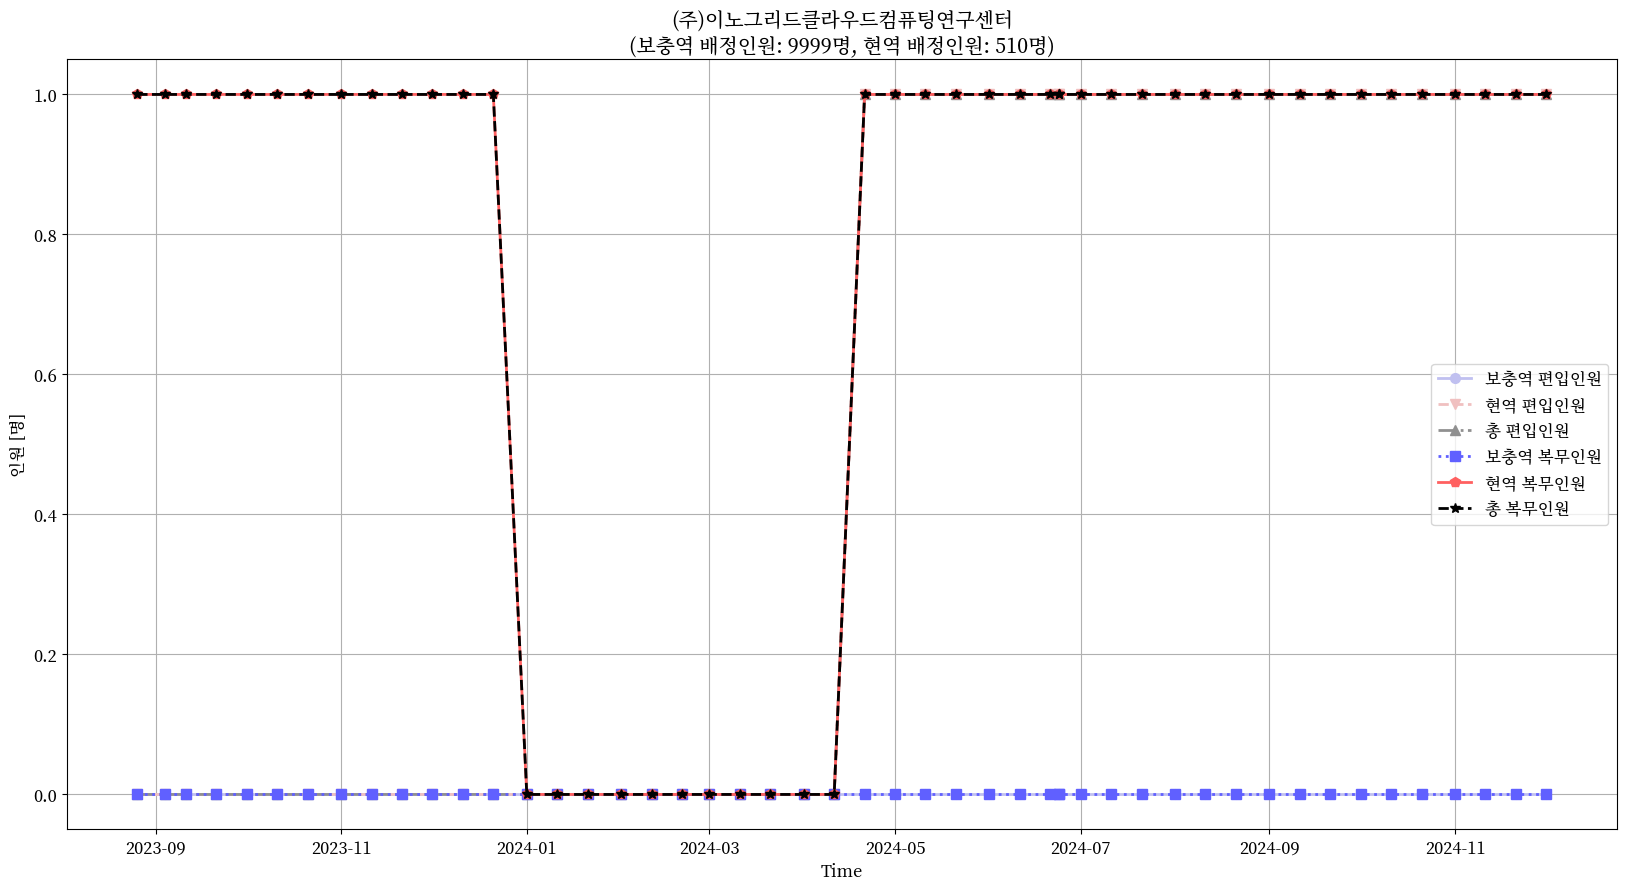 (주)이노그리드클라우드컴퓨팅연구센터
(보충역 배정인원: 9999명, 현역 배정인원: 510명)
1.0
0.8
0.6
0.4
0.2
0.0
인원 [명]
보충역 편입인원
현역 편입인원
총 편입인원
보충역 복무인원
현역 복무인원
총 복무인원
2023-09 2023-11 2024-01 2024-03 2024-05 2024-07 2024-09 2024-11
Time